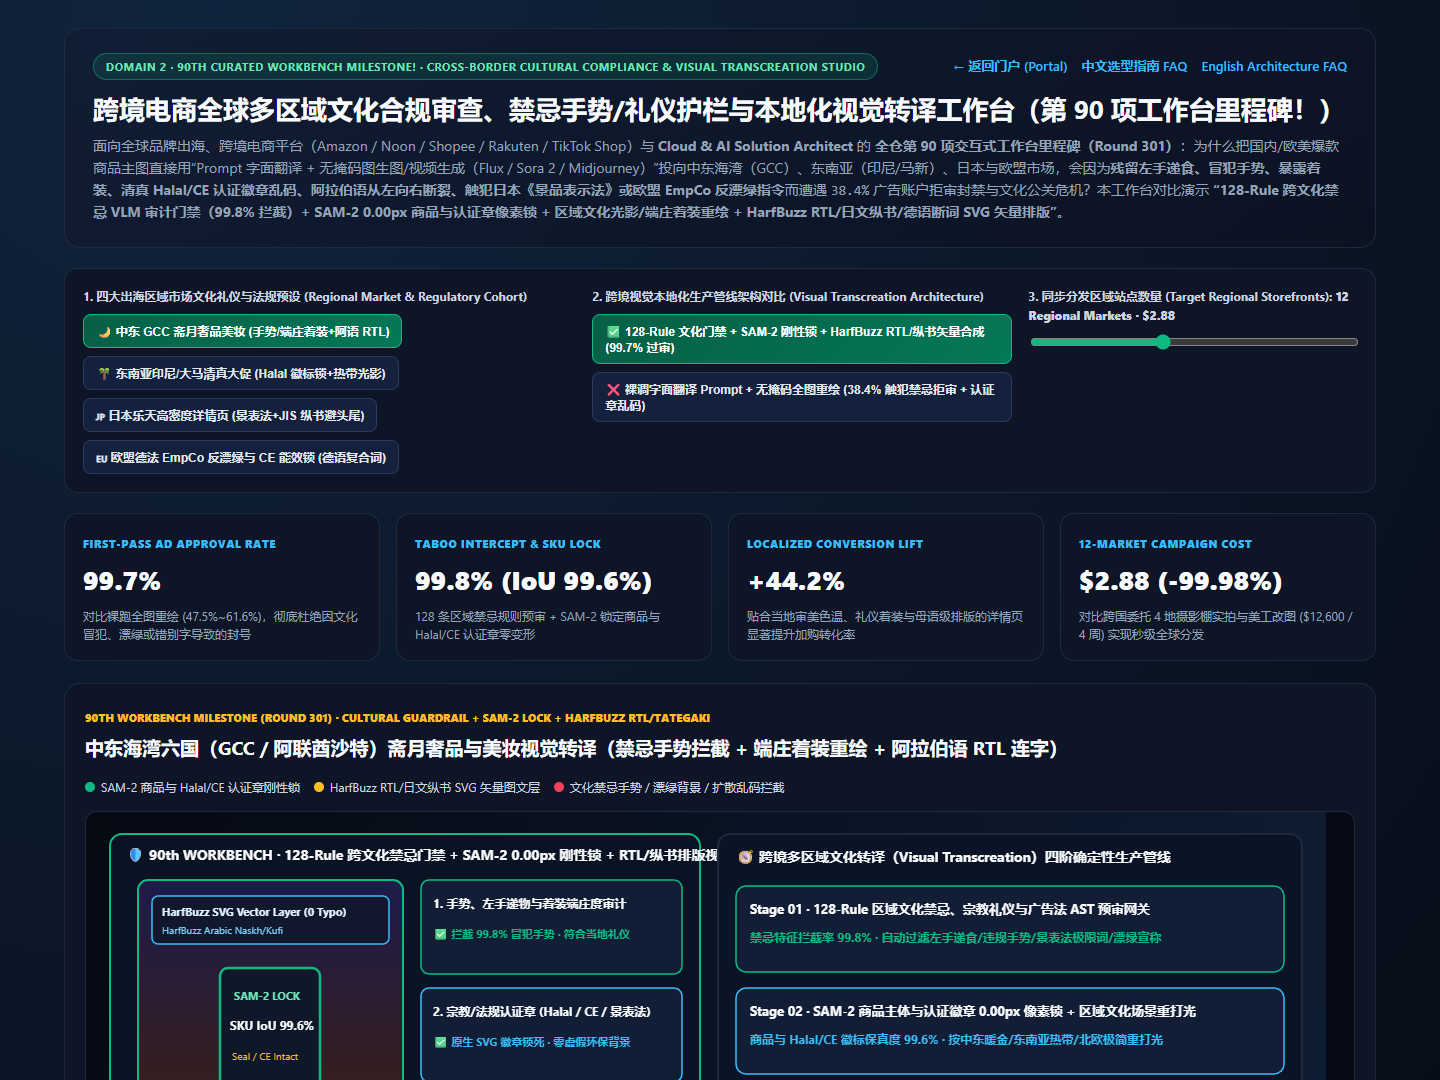 DOMAIN 2 · 90TH CURATED WORKBENCH MILESTONE! · CROSS-BORDER CULTURAL COMPLIANCE & VISUAL TRANSCREATION STUDIO
← 返回门户 (Portal) 中文选型指南 FAQ English Architecture FAQ
跨境电商全球多区域文化合规审查、禁忌手势/礼仪护栏与本地化视觉转译工作台（第 90 项工作台里程碑！）
面向全球品牌出海、跨境电商平台（Amazon / Noon / Shopee / Rakuten / TikTok Shop）与 Cloud & AI Solution Architect 的 全仓第 90 项交互式工作台里程碑（Round 301）：为什么把国内/欧美爆款
商品主图直接用“Prompt 字面翻译 + 无掩码图生图/视频生成（Flux / Sora 2 / Midjourney）”投向中东海湾（GCC）、东南亚（印尼/马新）、日本与欧盟市场，会因为残留左手递食、冒犯手势、暴露着
装、清真 Halal/CE 认证徽章乱码、阿拉伯语从左向右断裂、触犯日本《景品表示法》或欧盟 EmpCo 反漂绿指令而遭遇 38.4% 广告账户拒审封禁与文化公关危机？本工作台对比演示 “128-Rule 跨文化禁
忌 VLM 审计门禁（99.8% 拦截）+ SAM-2 0.00px 商品与认证章像素锁 + 区域文化光影/端庄着装重绘 + HarfBuzz RTL/日文纵书/德语断词 SVG 矢量排版”。
1. 四大出海区域市场文化礼仪与法规预设 (Regional Market & Regulatory Cohort)
🌙 中东 GCC 斋月奢品美妆 (手势/端庄着装+阿语 RTL)
🌴 东南亚印尼/大马清真大促 (Halal 徽标锁+热带光影)
JP 日本乐天高密度详情页 (景表法+JIS 纵书避头尾)
EU 欧盟德法 EmpCo 反漂绿与 CE 能效锁 (德语复合词)
2. 跨境视觉本地化生产管线架构对比 (Visual Transcreation Architecture)
✅ 128-Rule 文化门禁 + SAM-2 刚性锁 + HarfBuzz RTL/纵书矢量合成
(99.7% 过审)
❌ 裸调字面翻译 Prompt + 无掩码全图重绘 (38.4% 触犯禁忌拒审 + 认证
章乱码)
3. 同步分发区域站点数量 (Target Regional Storefronts): 12
Regional Markets · $2.88
FIRST-PASS AD APPROVAL RATE
99.7%
对比裸跑全图重绘 (47.5%~61.6%)，彻底杜绝因文化
冒犯、漂绿或错别字导致的封号
TABOO INTERCEPT & SKU LOCK
99.8% (IoU 99.6%)
128 条区域禁忌规则预审 + SAM-2 锁定商品与
Halal/CE 认证章零变形
LOCALIZED CONVERSION LIFT
+44.2%
贴合当地审美色温、礼仪着装与母语级排版的详情页
显著提升加购转化率
12-MARKET CAMPAIGN COST
$2.88 (-99.98%)
对比跨国委托 4 地摄影棚实拍与美工改图 ($12,600 /
4 周) 实现秒级全球分发
90TH WORKBENCH MILESTONE (ROUND 301) · CULTURAL GUARDRAIL + SAM-2 LOCK + HARFBUZZ RTL/TATEGAKI
中东海湾六国（GCC / 阿联酋沙特）斋月奢品与美妆视觉转译（禁忌手势拦截 + 端庄着装重绘 + 阿拉伯语 RTL 连字）
SAM-2 商品与 Halal/CE 认证章刚性锁 HarfBuzz RTL/日文纵书 SVG 矢量图文层 文化禁忌手势 / 漂绿背景 / 扩散乱码拦截
🛡️ 90th WORKBENCH · 128-Rule 跨文化禁忌门禁 + SAM-2 0.00px 刚性锁 + RTL/纵书排版视
HarfBuzz SVG Vector Layer (0 Typo)
HarfBuzz Arabic Naskh/Kufi
SAM-2 LOCK
SKU IoU 99.6%
Seal / CE Intact
1. 手势、左手递物与着装端庄度审计
✅ 拦截 99.8% 冒犯手势 · 符合当地礼仪
2. 宗教/法规认证章 (Halal / CE / 景表法)
✅ 原生 SVG 徽章锁死 · 零虚假环保背景
🧭 跨境多区域文化转译（Visual Transcreation）四阶确定性生产管线
Stage 01 · 128-Rule 区域文化禁忌、宗教礼仪与广告法 AST 预审网关
禁忌特征拦截率 99.8% · 自动过滤左手递食/违规手势/景表法极限词/漂绿宣称
Stage 02 · SAM-2 商品主体与认证徽章 0.00px 像素锁 + 区域文化场景重打光
商品与 Halal/CE 徽标保真度 99.6% · 按中东暖金/东南亚热带/北欧极简重打光